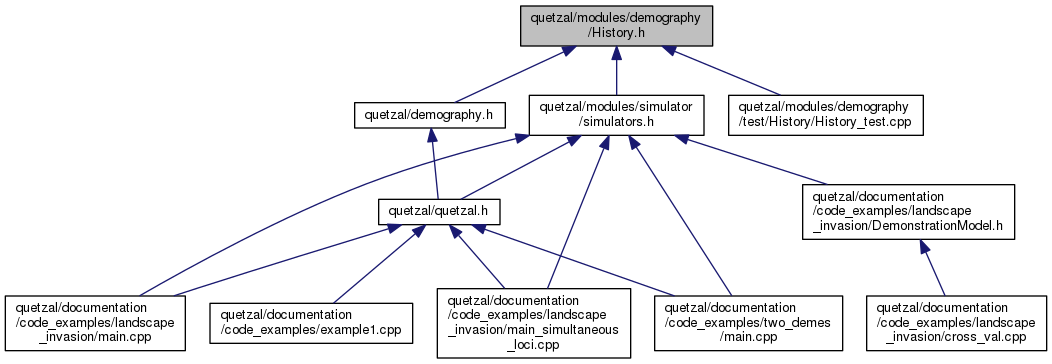 quetzal/modules/demography
/History.h
quetzal/demography.h
quetzal/modules/simulator
/simulators.h
quetzal/modules/demography
/test/History/History_test.cpp
quetzal/quetzal.h
quetzal/documentation
/code_examples/landscape
_invasion/DemonstrationModel.h
quetzal/documentation
/code_examples/landscape
_invasion/main.cpp
quetzal/documentation
/code_examples/example1.cpp
quetzal/documentation
/code_examples/landscape
_invasion/main_simultaneous
_loci.cpp
quetzal/documentation
/code_examples/two_demes
/main.cpp
quetzal/documentation
/code_examples/landscape
_invasion/cross_val.cpp